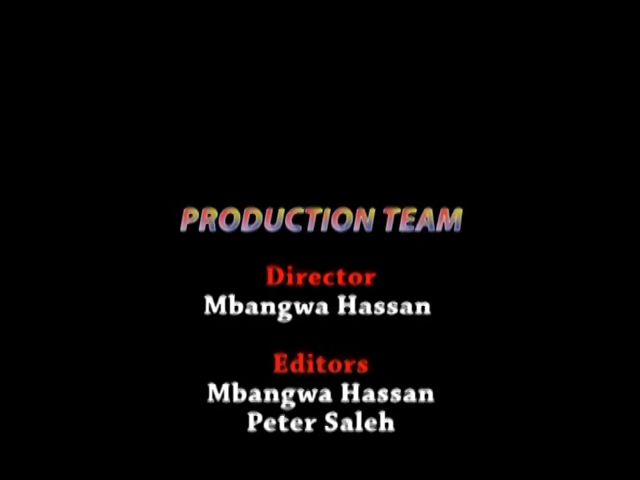 PRODUCTION TEAM
Director
Mbangwa Hassan
Editors
Mbangwa Hassan
Peter Saleh